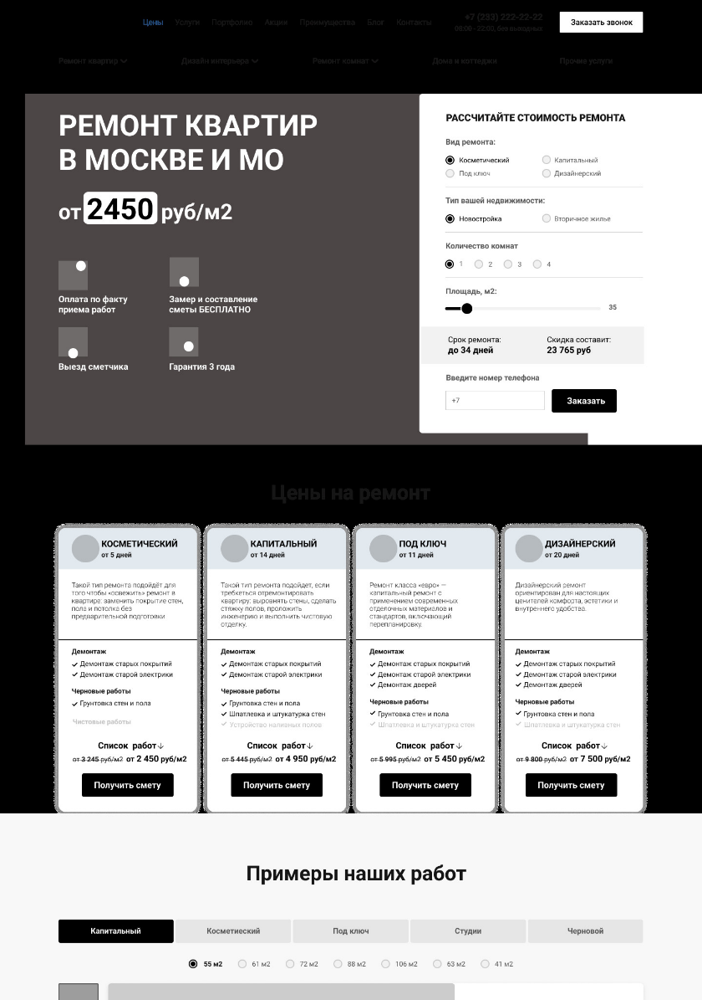 Цены Услуги Портфолио Акции Преимущества Блог Контакты
+7 (233) 222-22-22
08:00 - 22:00, без выходных
Заказать звонок
Ремонт квартир Дизайн интерьера Ремонт комнат Дома и коттеджи Прочие услуги
РЕМОНТ КВАРТИР
В МОСКВЕ И МО
от 2450 руб/м2
Оплата по факту
приема работ
Замер и составление
сметы БЕСПЛАТНО
Выезд сметчика
Гарантия 3 года
РАССЧИТАЙТЕ СТОИМОСТЬ РЕМОНТА
Вид ремонта:
Косметический Капитальный
Под ключ Дизайнерский
Тип вашей недвижимости:
Новостройка Вторичное жилье
Количество комнат
1 2 3 4
Площадь, м2:
35
Срок ремонта:
до 34 дней
Скидка составит:
23 765 руб
Введите номер телефона
+7
Заказать
Цены на ремонт
КОСМЕТИЧЕСКИЙ
от 5 дней
Такой тип ремонта подойдёт для
того чтобы «освежить» ремонт в
квартире: заменить покрытие стен,
пола и потолка без
предварительной подготовки
Демонтаж
Демонтаж старых покрытий
Демонтаж старой электрики
Черновые работы
Грунтовка стен и пола
Чистовые работы
Список работ↓
от 3 245 руб/м2 от 2 450 руб/м2
Получить смету
КАПИТАЛЬНЫЙ
от 14 дней
Такой тип ремонта подойдет, если
требкеться отремонтировать
квартиру: выровнять стены, сделать
стяжку полов, проложить
инженерию и выполнить чистовую
отделку.
Демонтаж
Демонтаж старых покрытий
Демонтаж старой электрики
Черновые работы
Грунтовка стен и пола
Шпатлевка и штукатурка стен
Устройство наливных полов
Список работ↓
от 5 445 руб/м2 от 4 950 руб/м2
Получить смету
ПОД КЛЮЧ
от 11 дней
Ремонт класса «евро» —
капитальный ремонт с
применением современных
отделочных материалов и
стандартов, включающий
перепланировку.
Демонтаж
Демонтаж старых покрытий
Демонтаж старой электрики
Демонтаж дверей
Черновые работы
Грунтовка стен и пола
Шпатлевка и штукатурка стен
Список работ↓
от 5 995 руб/м2 от 5 450 руб/м2
Получить смету
ДИЗАЙНЕРСКИЙ
от 20 дней
Дизайнерский ремонт
ориентирован для настоящих
ценителей комфорта, эстетики и
внутреннего удобства.
Демонтаж
Демонтаж старых покрытий
Демонтаж старой электрики
Демонтаж дверей
Черновые работы
Грунтовка стен и пола
Шпатлевка и штукатурка стен
Список работ↓
от 9 800 руб/м2 от 7 500 руб/м2
Получить смету
Примеры наших работ
Капитальный Косметиеский Под ключ Студии Черновой
55 м2 61 м2 72 м2 88 м2 106 м2 63 м2 41 м2